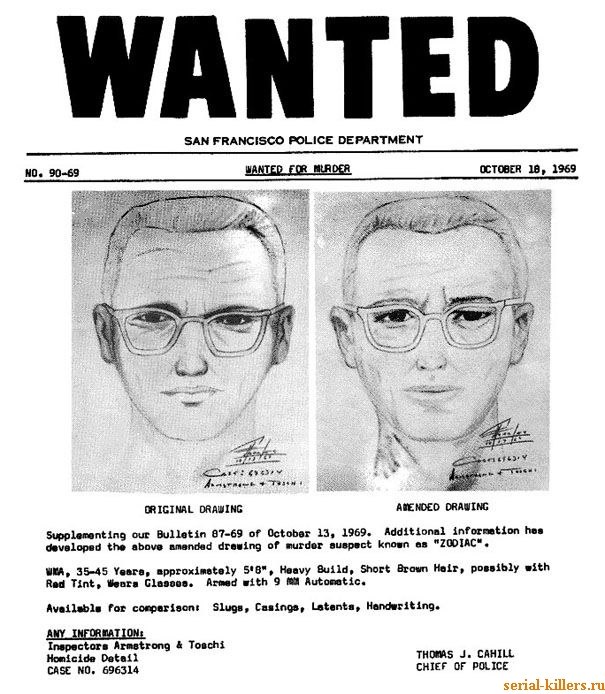 WANTED
SAN FRANCISCO POLICE DEPARTMENT
NO. 90-69 WANTED FOR MURDER OCTOBER 18, 1969
ARMSTRONG & TOSCHI
ARMSTRONG & TOSCHI
ORIGINAL DRAWING AMENDED DRAWING
Supplementing our Bulletin 87-69 of October 13, 1969. Additional information has
developed the above amended drawing of murder suspect known as "ZODIAC".
WMA, 35-45 Years, approximately 5'8", Heavy Build, Short Brown Hair, possibly with
Red Tint, Wears Glasses. Armed with 9 MM Automatic.
Available for comparison: Slugs, Casings, Latents, Handwriting.
ANY INFORMATION:
Inspectors Armstrong & Toschi
Homicide Detail
CASE NO. 696314
THOMAS J. CAHILL
CHIEF OF POLICE
serial-killers.ru